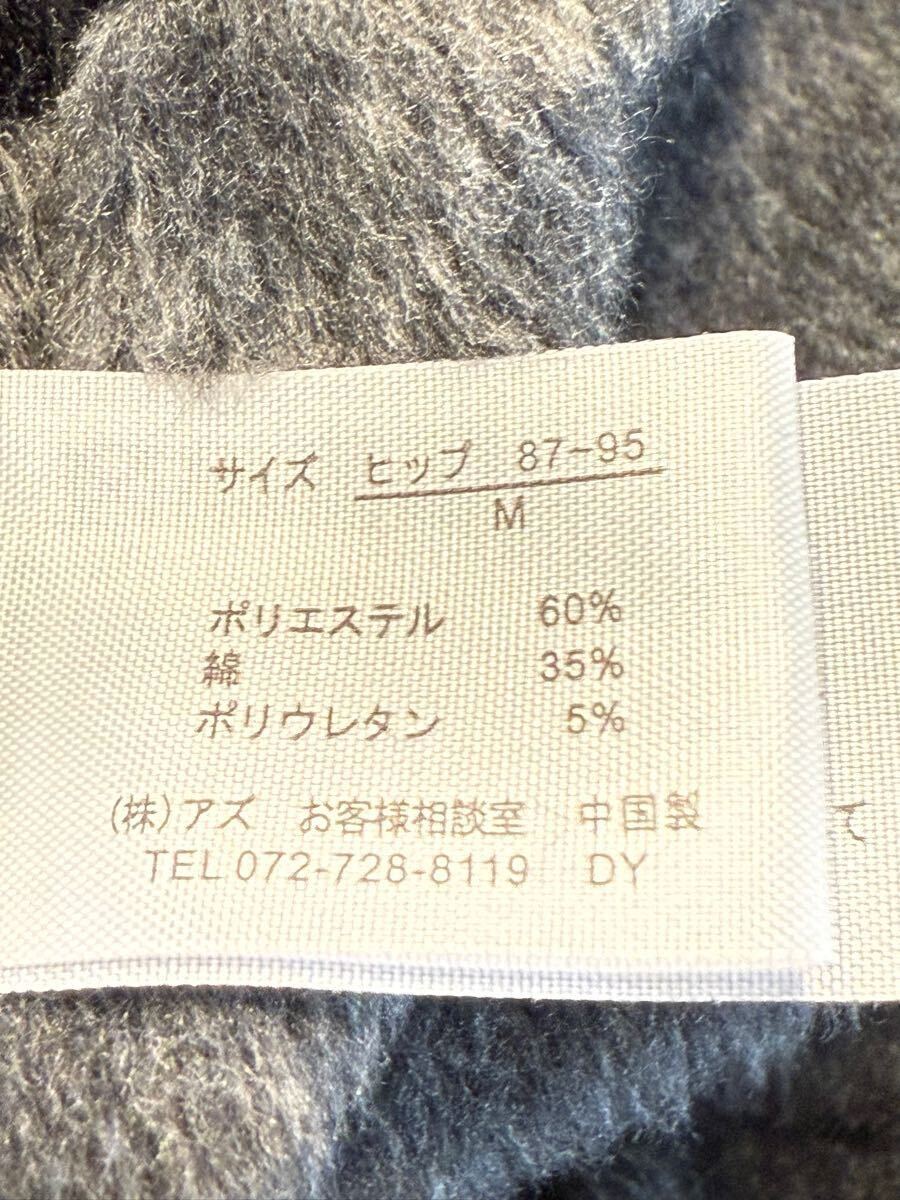 サイズ ヒップ 87-95
M
ポリエステル 60%
綿 35%
ポリウレタン 5%
(株)アズ お客様相談室 中国製
TEL 072-728-8119 DY
て